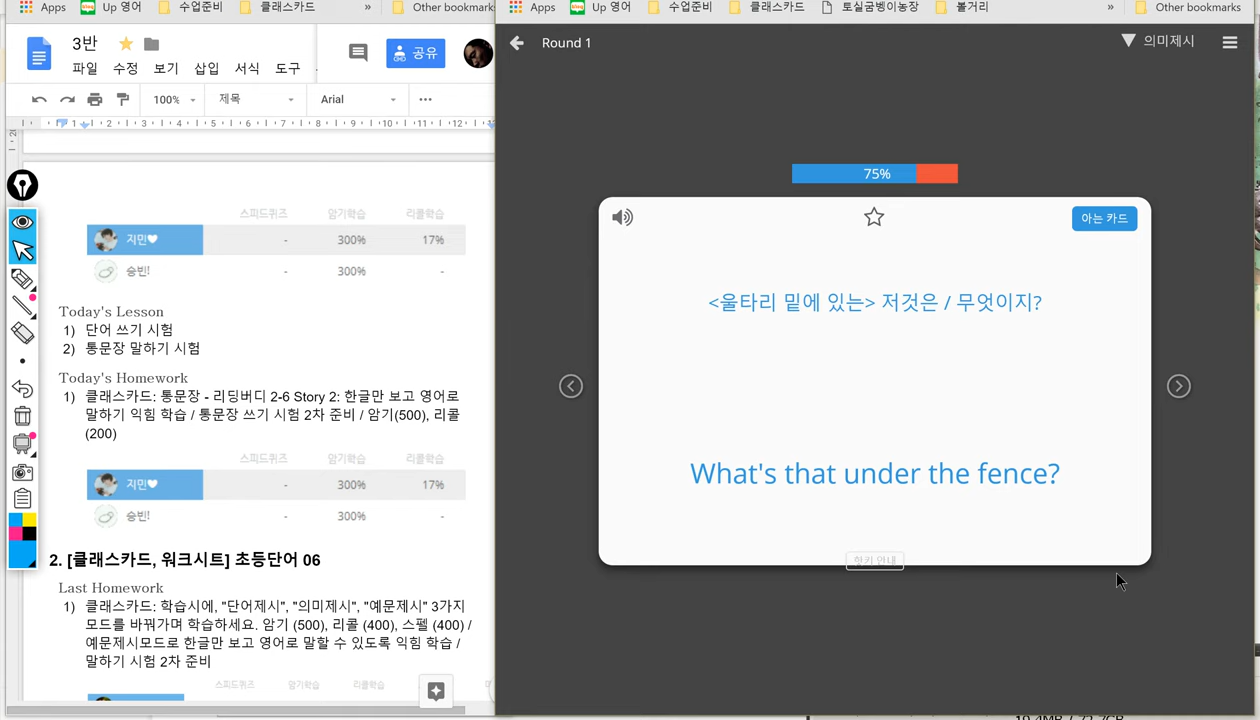 Apps Up 영어 수업준비 클래스카드 » Other bookmarks
3반
파일 수정 보기 삽입 서식 도구
공유
100% 제목 Arial
1 2 3 4 5 6 7 8 9 10 11 12
스피드퀴즈 암기학습 리콜학습
지민♥ - 300% 17%
승빈! - 300% -
Today's Lesson
1) 단어 쓰기 시험
2) 통문장 말하기 시험
Today's Homework
1) 클래스카드: 통문장 - 리딩버디 2-6 Story 2: 한글만 보고 영어로
말하기 익힘 학습 / 통문장 쓰기 시험 2차 준비 / 암기(500), 리콜
(200)
스피드퀴즈 암기학습 리콜학습
지민♥ - 300% 17%
승빈! - 300% -
2. [클래스카드, 워크시트] 초등단어 06
Last Homework
1) 클래스카드: 학습시에, "단어제시", "의미제시", "예문제시" 3가지
모드를 바꿔가며 학습하세요. 암기 (500), 리콜 (400), 스펠 (400) /
예문제시모드로 한글만 보고 영어로 말할 수 있도록 익힘 학습 /
말하기 시험 2차 준비
스피드퀴즈 암기학습 리콜학습
Apps Up 영어 수업준비 클래스카드 토실굼벵이농장 볼거리 » Other bookmarks
Round 1
의미제시
75%
아는 카드
<울타리 밑에 있는> 저것은 / 무엇이지?
What's that under the fence?
핫키 안내